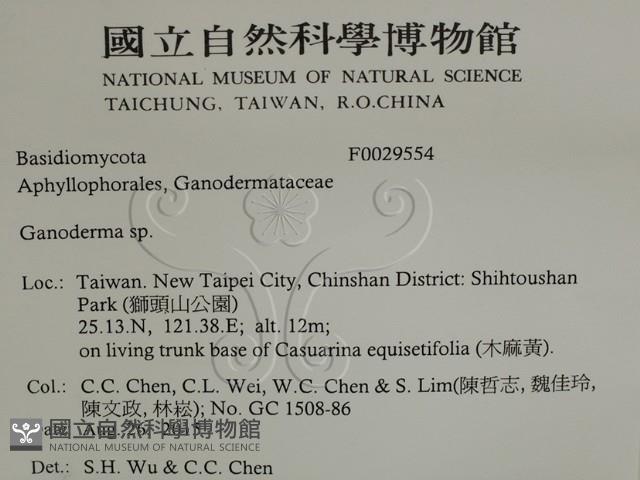 國立自然科學博物館
NATIONAL MUSEUM OF NATURAL SCIENCE
TAICHUNG, TAIWAN, R.O.CHINA
Basidiomycota F0029554
Aphyllophorales, Ganodermataceae
Ganoderma sp.
Loc.: Taiwan. New Taipei City, Chinshan District: Shihtoushan
Park (獅頭山公園)
25.13.N, 121.38.E; alt. 12m;
on living trunk base of Casuarina equisetifolia (木麻黃).
Col.: C.C. Chen, C.L. Wei, W.C. Chen & S. Lim(陳哲志, 魏佳玲,
陳文政, 林崧); No. GC 1508-86
Aug. 26, 2015
國立自然科學博物館
NATIONAL MUSEUM OF NATURAL SCIENCE
Det.: S.H. Wu & C.C. Chen